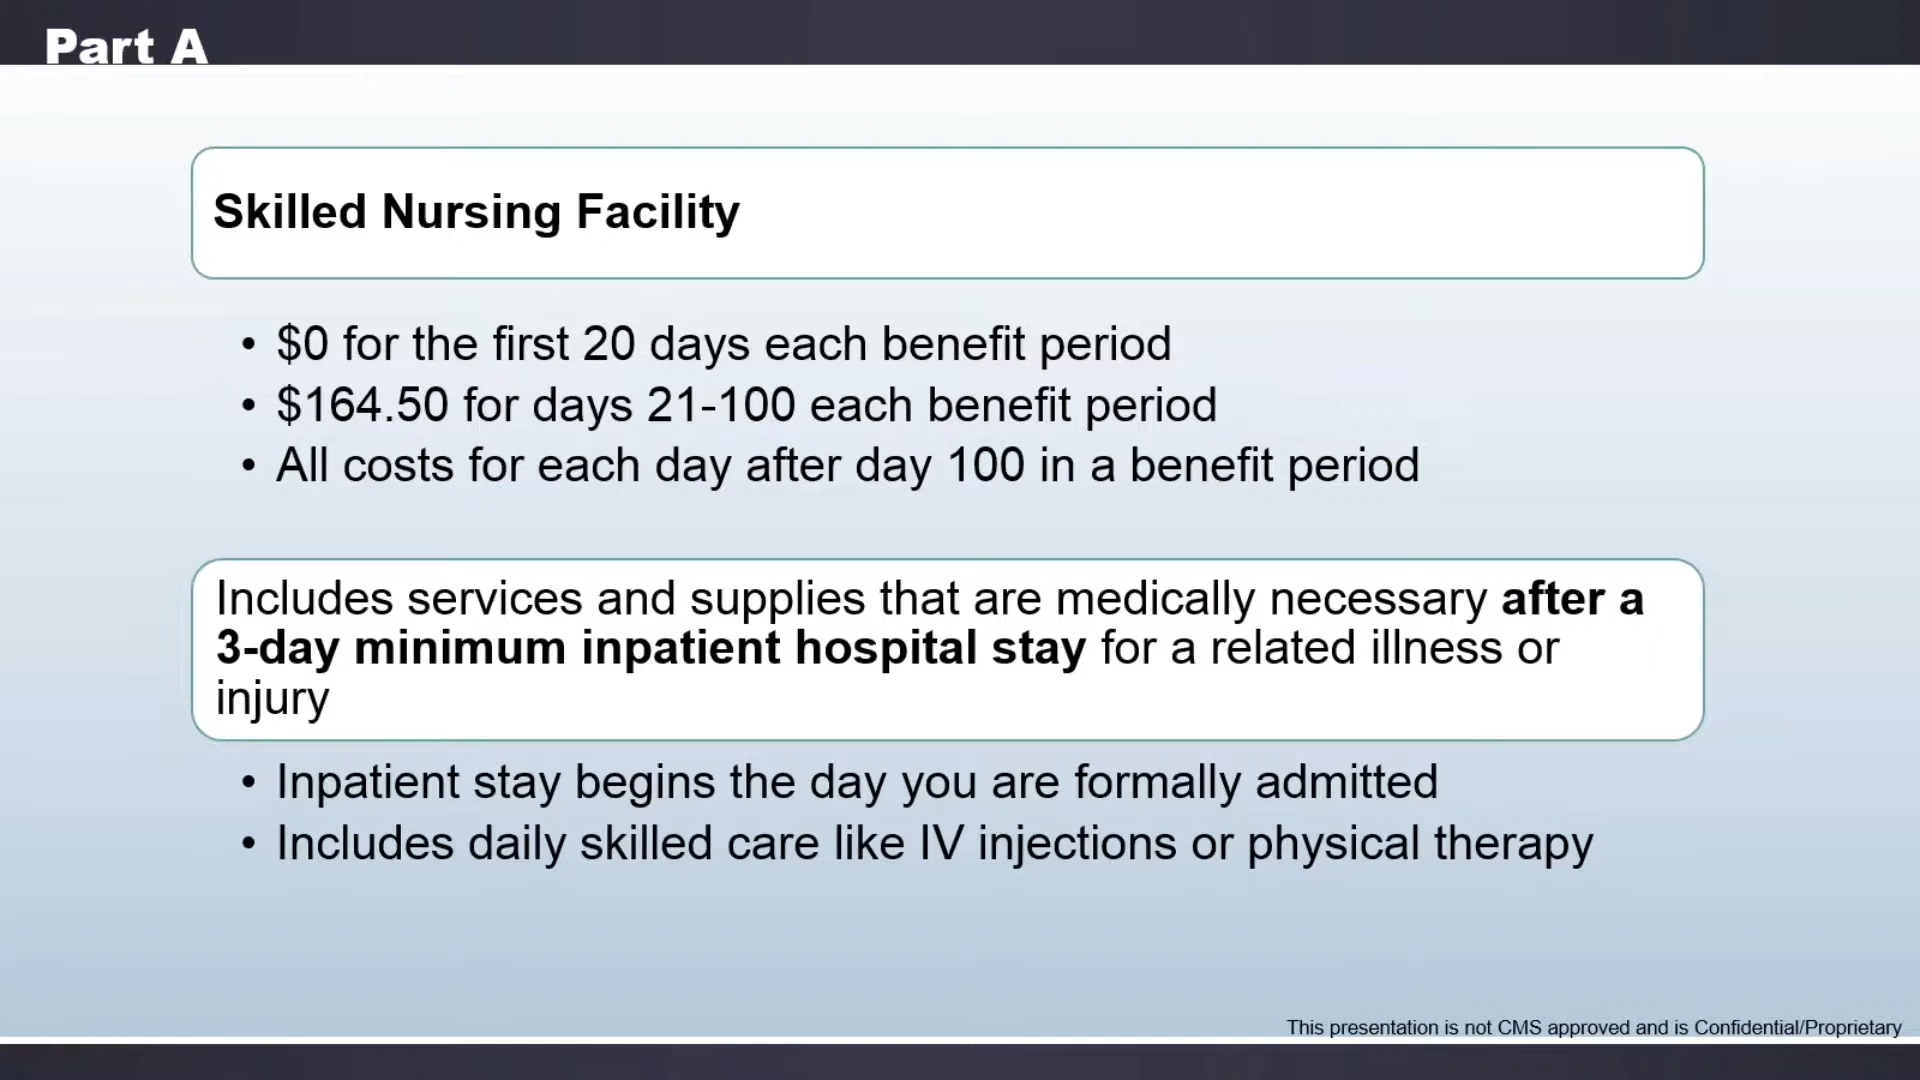 Part A
Skilled Nursing Facility
• $0 for the first 20 days each benefit period
• $164.50 for days 21-100 each benefit period
• All costs for each day after day 100 in a benefit period
Includes services and supplies that are medically necessary after a
3-day minimum inpatient hospital stay for a related illness or
injury
• Inpatient stay begins the day you are formally admitted
• Includes daily skilled care like IV injections or physical therapy
This presentation is not CMS approved and is Confidential/Proprietary